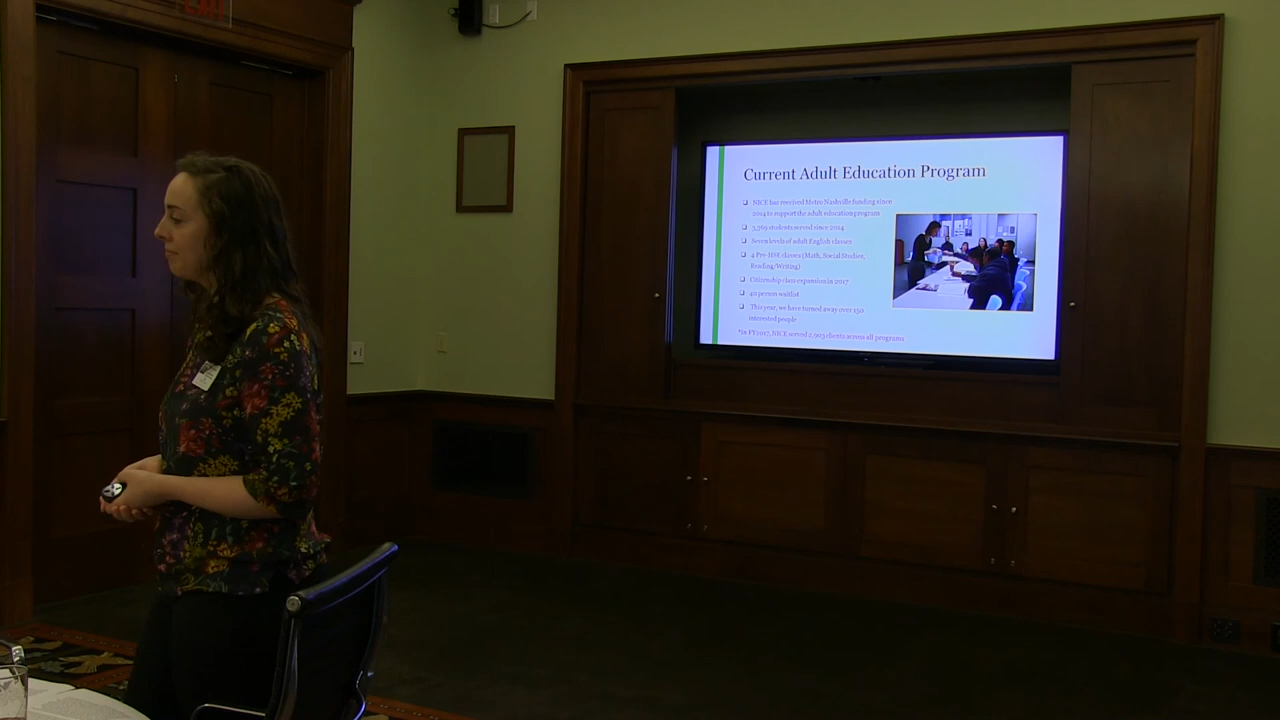 EXIT
Current Adult Education Program
NICE has received Metro Nashville funding since
2014 to support the adult education program
3,369 students served since 2014
Seven levels of adult English classes
4 Pre-HSE classes (Math, Social Studies,
Reading/Writing)
Citizenship class expansion in 2017
40 person waitlist
This year, we have turned away over 150
interested people
*In FY2017, NICE served 2,903 clients across all programs